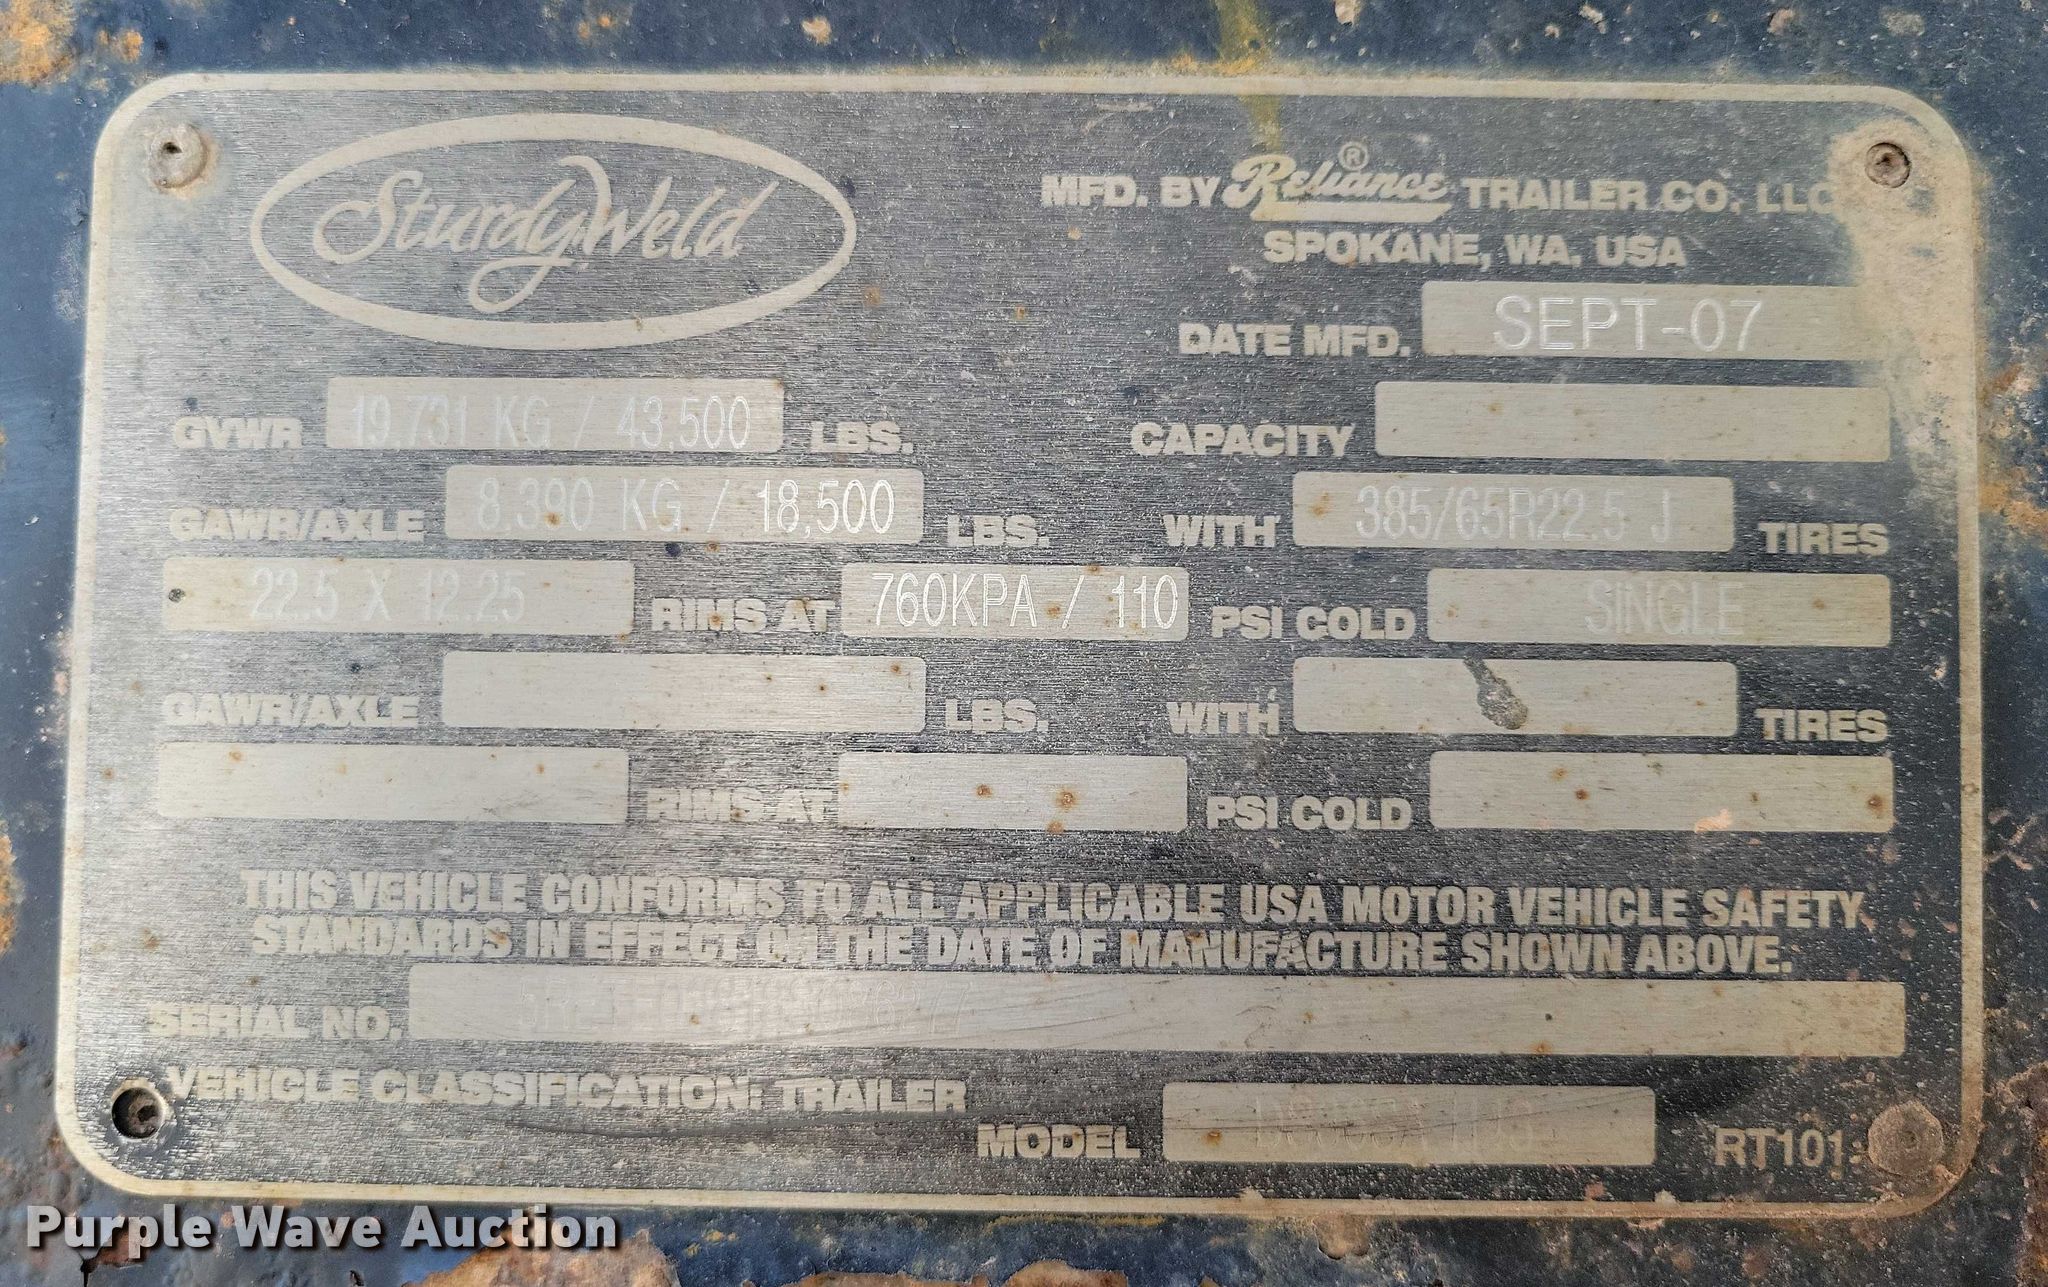 SturdyWeld
MFD. BY Reliance® TRAILER CO. LLC
SPOKANE, WA. USA
DATE MFD. SEPT-07
GVWR 19,731 KG / 43,500 LBS. CAPACITY
GAWR/AXLE 8,390 KG / 18,500 LBS. WITH 385/65R22.5 J TIRES
22.5 X 12.25 RIMS AT 760KPA / 110 PSI COLD SINGLE
GAWR/AXLE LBS. WITH TIRES
RIMS AT PSI COLD
THIS VEHICLE CONFORMS TO ALL APPLICABLE USA MOTOR VEHICLE SAFETY
STANDARDS IN EFFECT ON THE DATE OF MANUFACTURE SHOWN ABOVE.
SERIAL NO.
VEHICLE CLASSIFICATION: TRAILER
MODEL
RT101
Purple Wave Auction